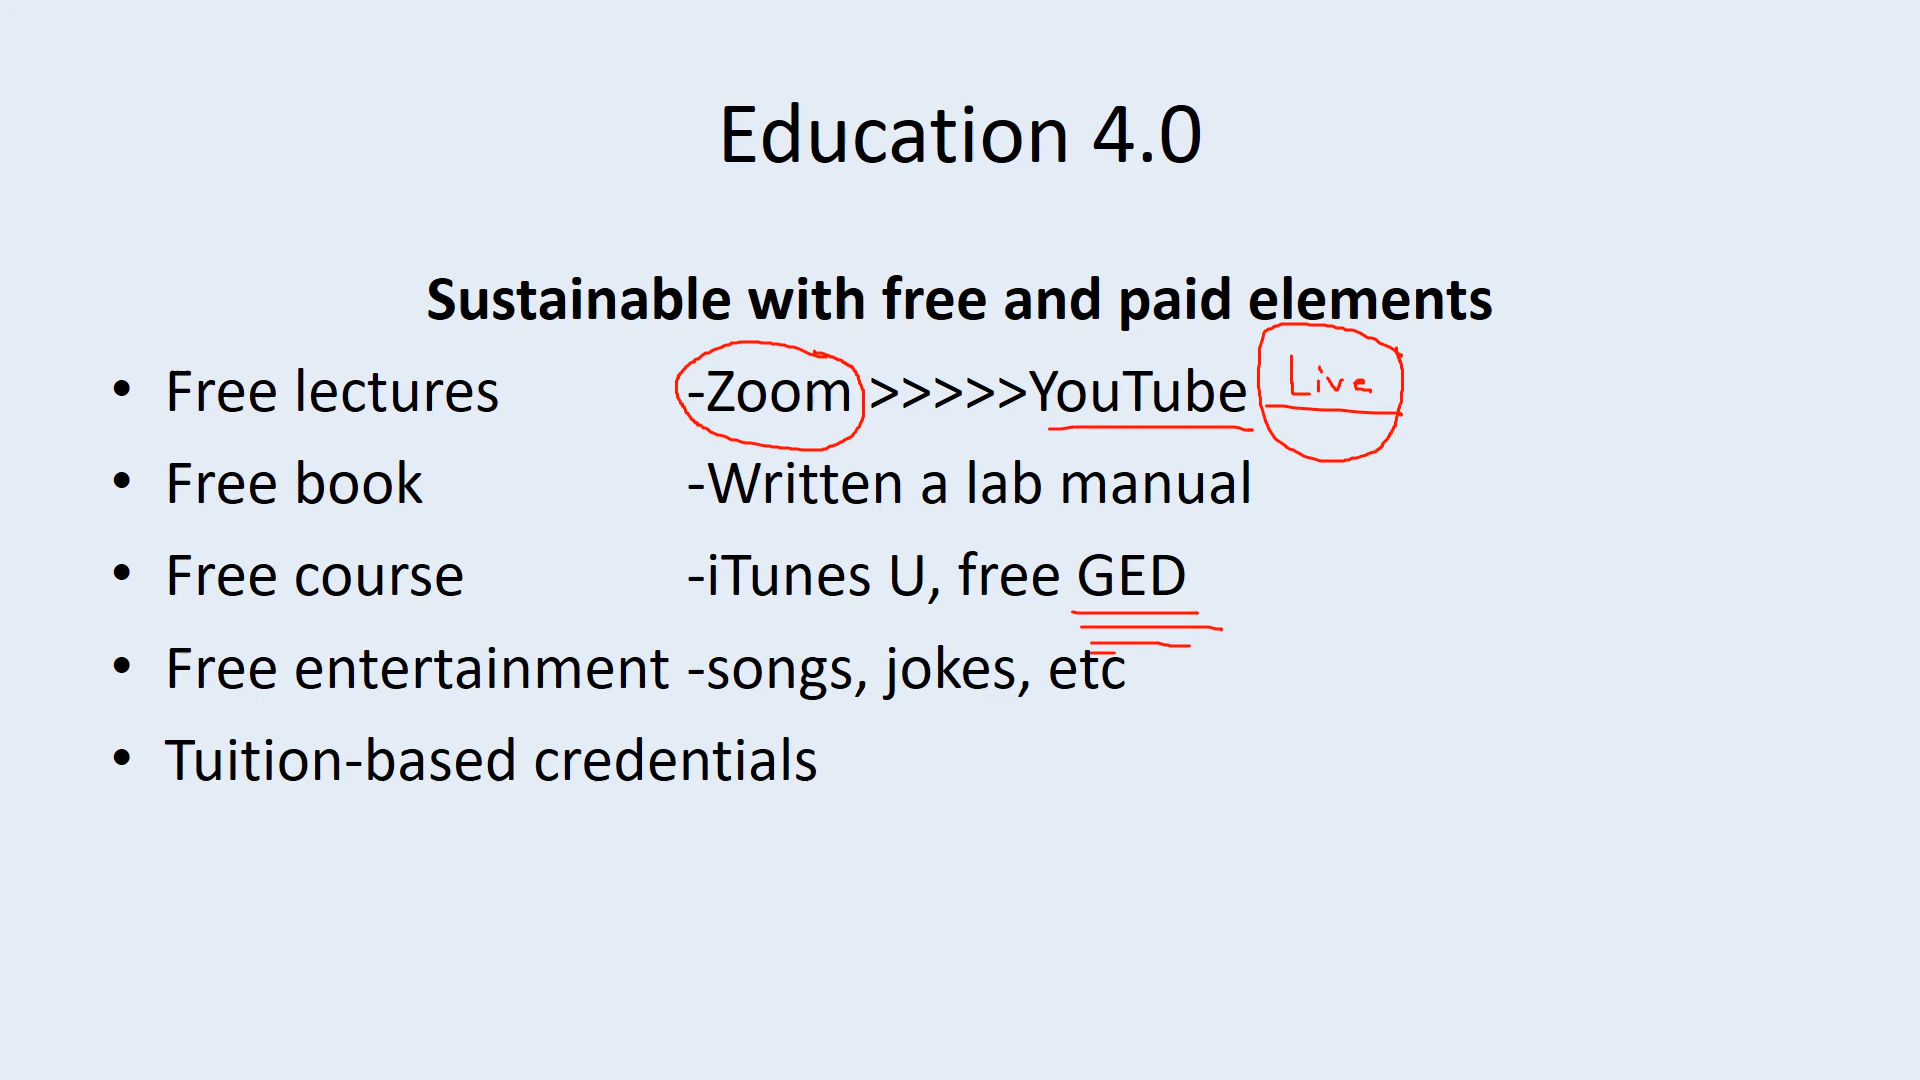 Education 4.0
Sustainable with free and paid elements
• Free lectures -Zoom >>>>>YouTube Live
• Free book -Written a lab manual
• Free course -iTunes U, free GED
• Free entertainment -songs, jokes, etc
• Tuition-based credentials